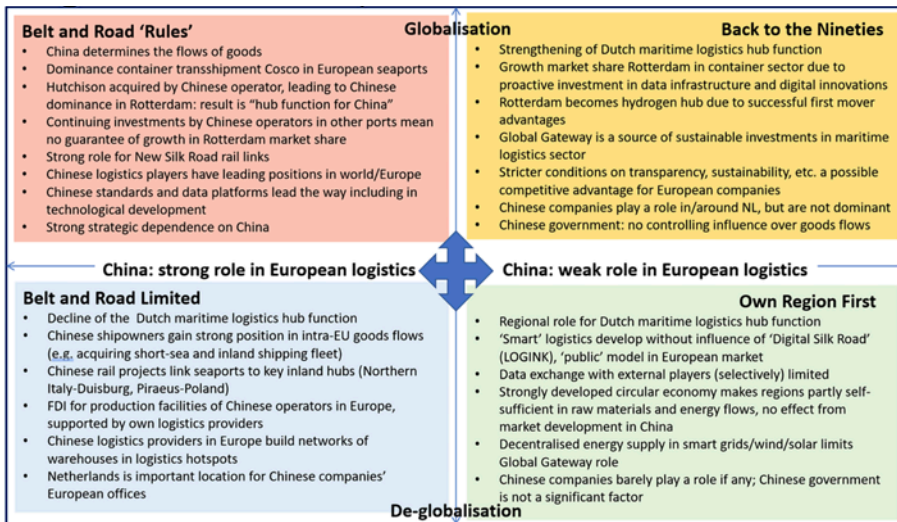 Globalisation
Belt and Road ‘Rules’
• China determines the flows of goods
• Dominance container transshipment Cosco in European seaports
• Hutchison acquired by Chinese operator, leading to Chinese
dominance in Rotterdam: result is “hub function for China”
• Continuing investments by Chinese operators in other ports mean
no guarantee of growth in Rotterdam market share
• Strong role for New Silk Road rail links
• Chinese logistics players have leading positions in world/Europe
• Chinese standards and data platforms lead the way including in
technological development
• Strong strategic dependence on China
Back to the Nineties
• Strengthening of Dutch maritime logistics hub function
• Growth market share Rotterdam in container sector due to
proactive investment in data infrastructure and digital innovations
• Rotterdam becomes hydrogen hub due to successful first mover
advantages
• Global Gateway is a source of sustainable investments in maritime
logistics sector
• Stricter conditions on transparency, sustainability, etc. a possible
competitive advantage for European companies
• Chinese companies play a role in/around NL, but are not dominant
• Chinese government: no controlling influence over goods flows
China: strong role in European logistics
China: weak role in European logistics
Belt and Road Limited
• Decline of the Dutch maritime logistics hub function
• Chinese shipowners gain strong position in intra-EU goods flows
(e.g. acquiring short-sea and inland shipping fleet)
• Chinese rail projects link seaports to key inland hubs (Northern
Italy-Duisburg, Piraeus-Poland)
• FDI for production facilities of Chinese operators in Europe,
supported by own logistics providers
• Chinese logistics providers in Europe build networks of
warehouses in logistics hotspots
• Netherlands is important location for Chinese companies’
European offices
Own Region First
• Regional role for Dutch maritime logistics hub function
• ‘Smart’ logistics develop without influence of ‘Digital Silk Road’
(LOGINK), ‘public’ model in European market
• Data exchange with external players (selectively) limited
• Strongly developed circular economy makes regions partly self-
sufficient in raw materials and energy flows, no effect from
market development in China
• Decentralised energy supply in smart grids/wind/solar limits
Global Gateway role
• Chinese companies barely play a role if any; Chinese government
is not a significant factor
De-globalisation